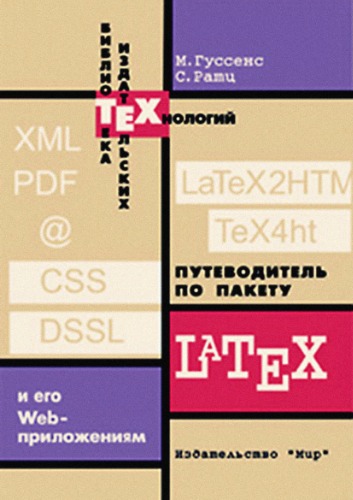 М. Гуссенс
С. Ратц
БИБЛИОТЕКА
ИЗДАТЕЛЬСКИХ
ТЕХнологий
XML
PDF
@
CSS
DSSL
LaTeX2HTM
TeX4ht
ПУТЕВОДИТЕЛЬ
ПО ПАКЕТУ
LATEX
и его
Web-
приложениям
Издательство "Мир"